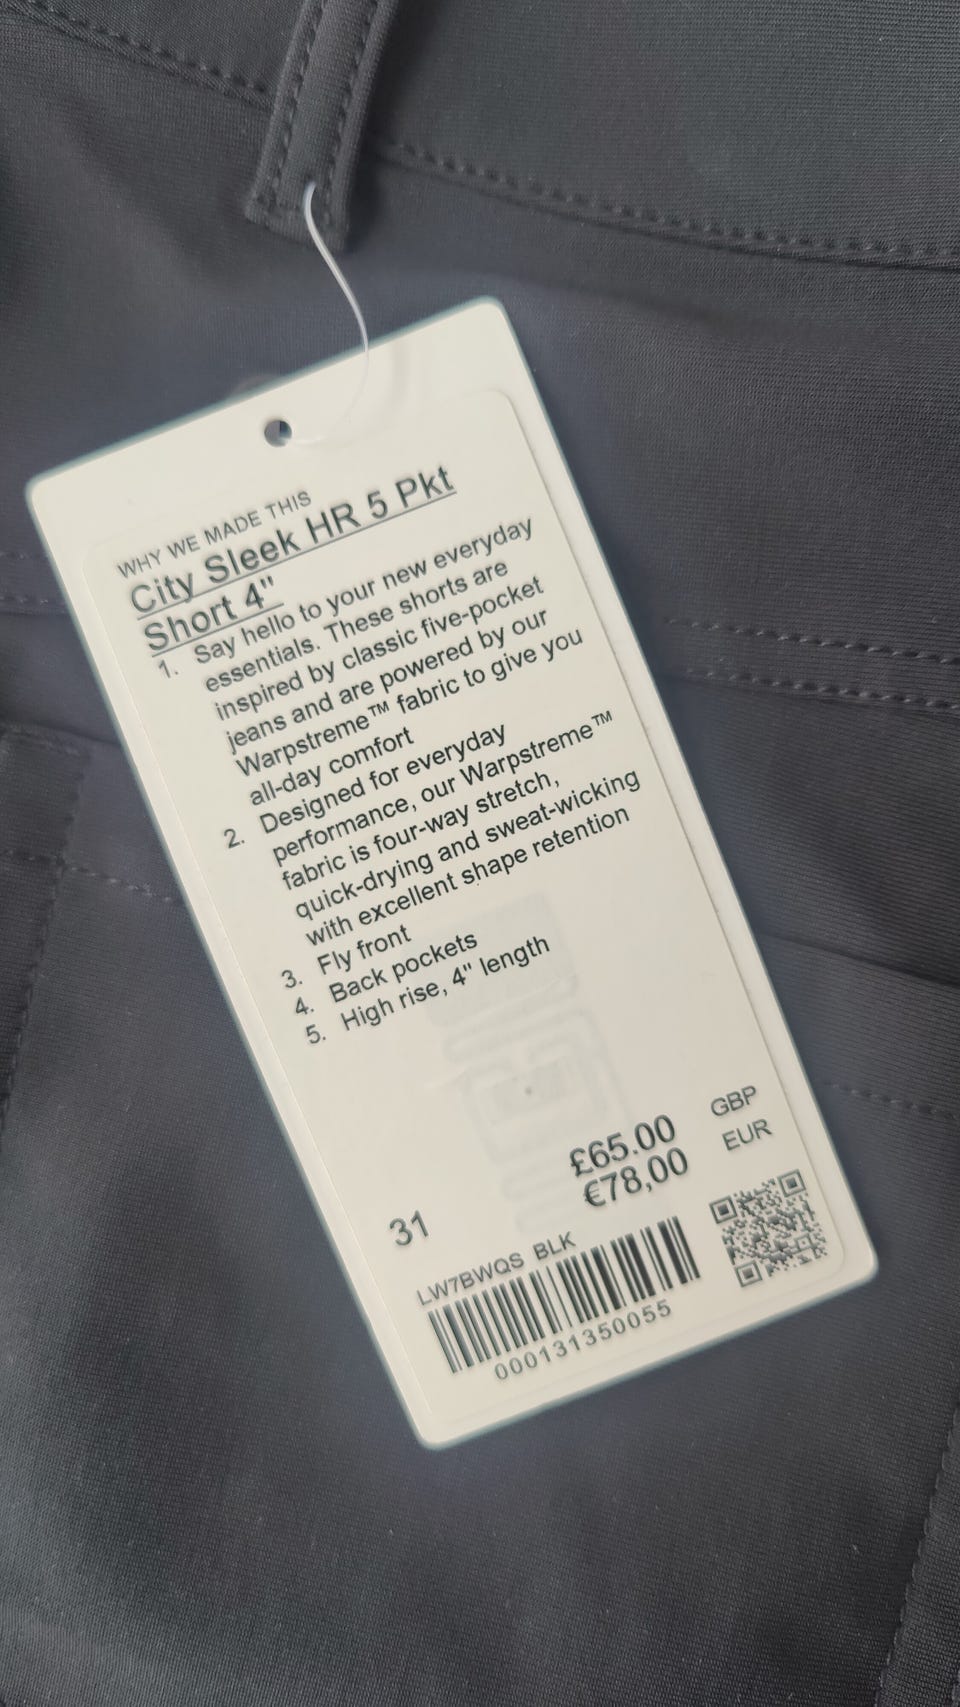 WHY WE MADE THIS
City Sleek HR 5 Pkt
Short 4"
1. Say hello to your new everyday
essentials. These shorts are
inspired by classic five-pocket
jeans and are powered by our
Warpstreme™ fabric to give you
all-day comfort
2. Designed for everyday
performance, our Warpstreme™
fabric is four-way stretch,
quick-drying and sweat-wicking
with excellent shape retention
3. Fly front
4. Back pockets
5. High rise, 4" length
£65.00 GBP
€78,00 EUR
31
LW7BWQS BLK
000131350055